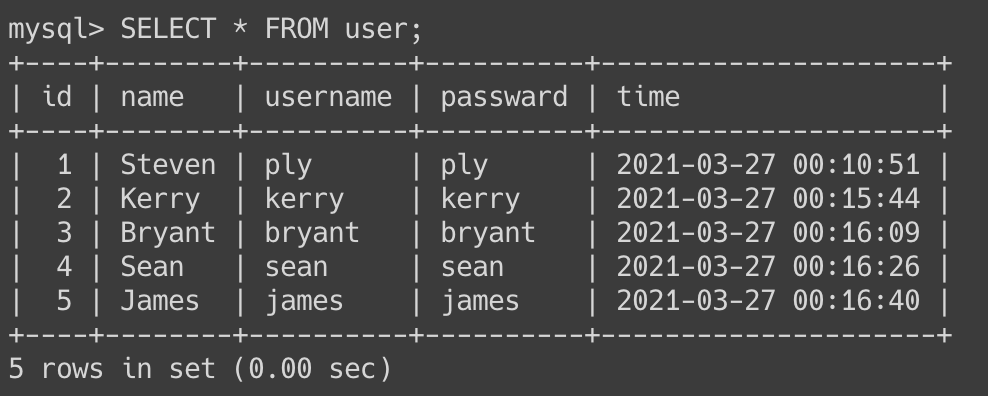 mysql> SELECT * FROM user;
+----+--------+----------+----------+---------------------+
| id | name   | username | passward | time                |
+----+--------+----------+----------+---------------------+
|  1 | Steven | ply      | ply      | 2021-03-27 00:10:51 |
|  2 | Kerry  | kerry    | kerry    | 2021-03-27 00:15:44 |
|  3 | Bryant | bryant   | bryant   | 2021-03-27 00:16:09 |
|  4 | Sean   | sean     | sean     | 2021-03-27 00:16:26 |
|  5 | James  | james    | james    | 2021-03-27 00:16:40 |
+----+--------+----------+----------+---------------------+
5 rows in set (0.00 sec)